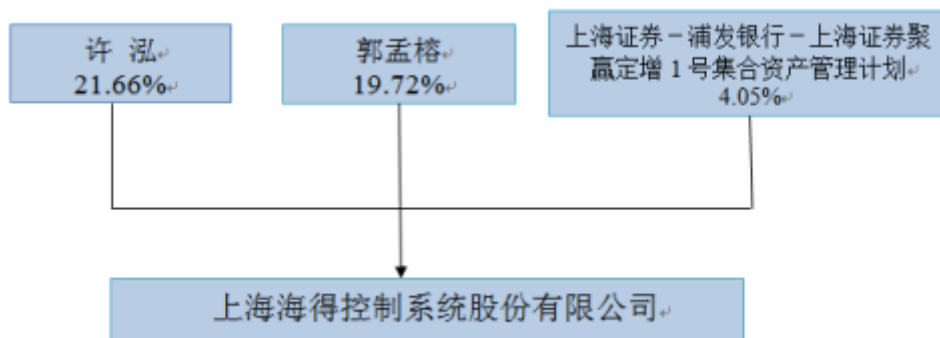 许 泓
21.66%
郭孟榕
19.72%
上海证券－浦发银行－上海证券聚
赢定增 1 号集合资产管理计划
4.05%
上海海得控制系统股份有限公司